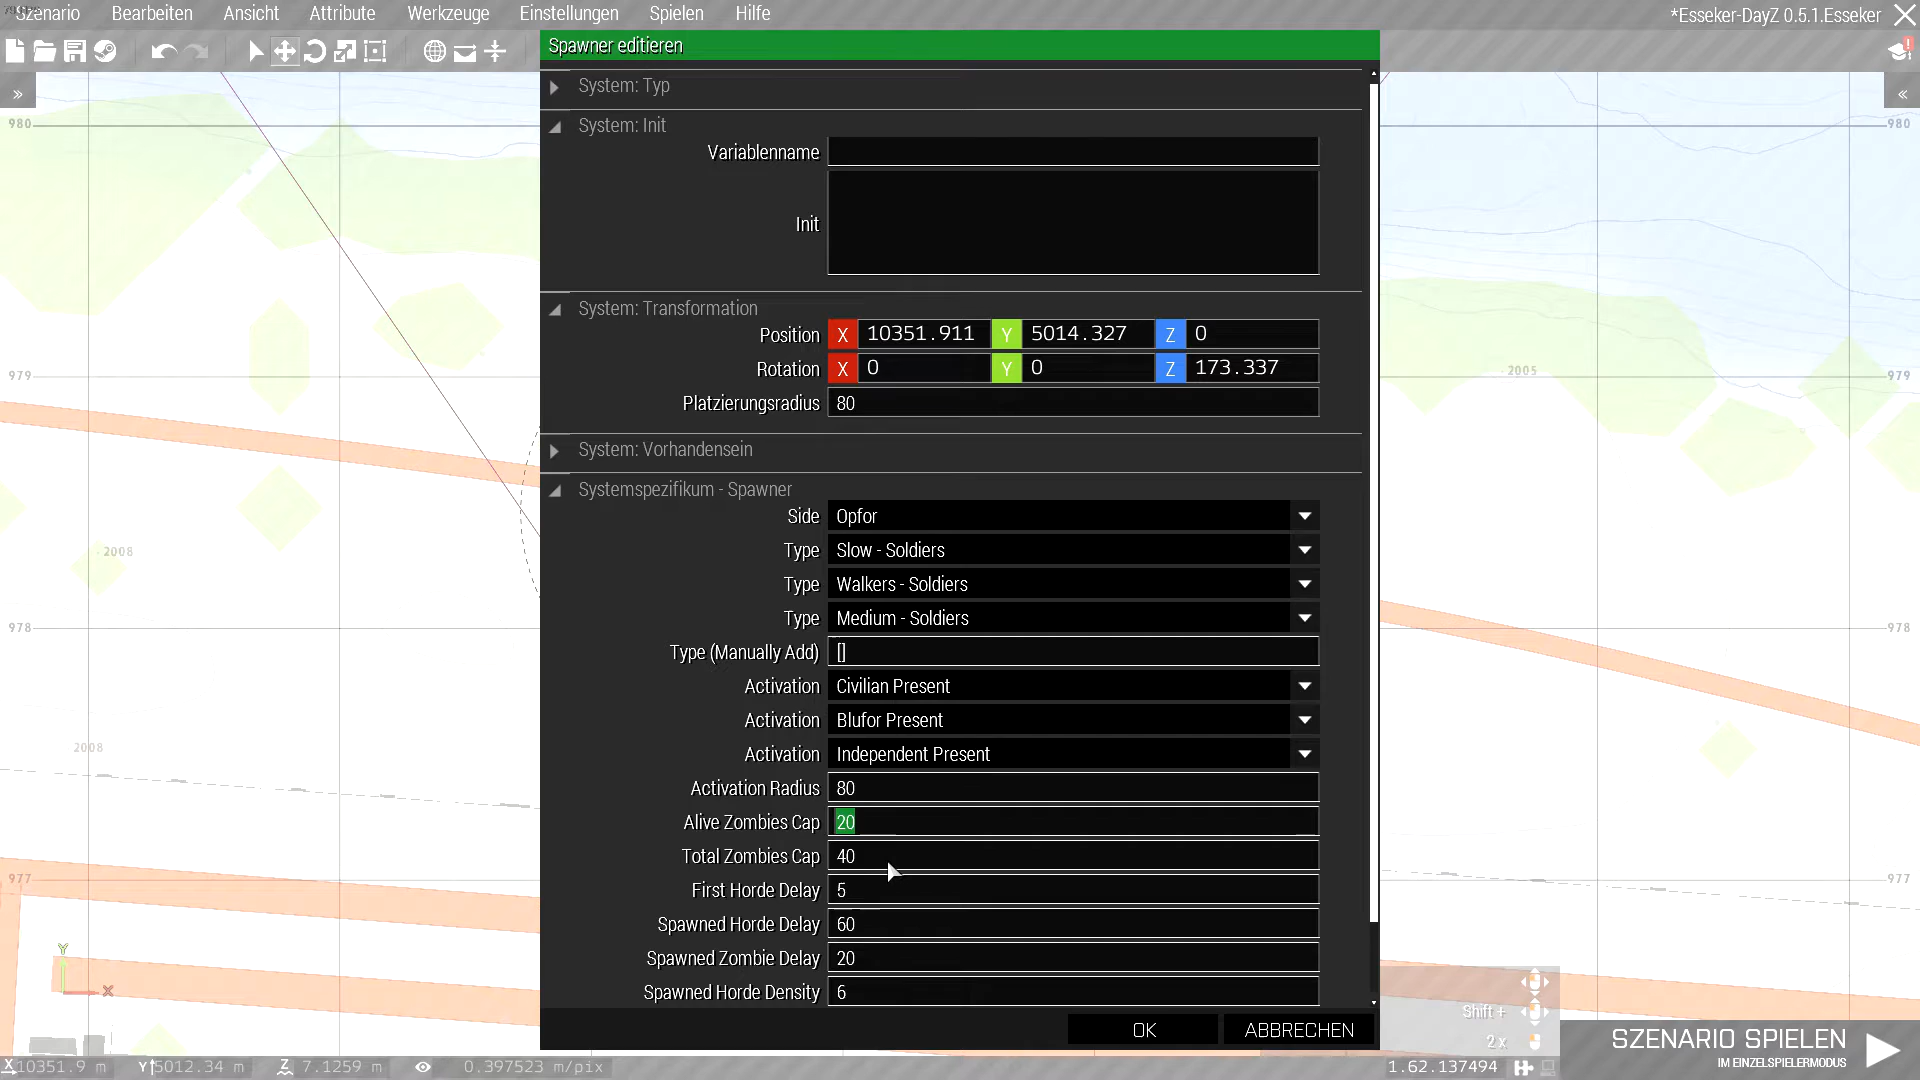 Szenario Bearbeiten Ansicht Attribute Werkzeuge Einstellungen Spielen Hilfe
*Esseker-DayZ 0.5.1.Esseker
Spawner editieren
System: Typ
System: Init
Variablenname
Init
System: Transformation
Position X 10351.911 Y 5014.327 Z 0
Rotation X 0 Y 0 Z 173.337
Platzierungsradius 80
System: Vorhandensein
Systemspezifikum - Spawner
Side Opfor
Type Slow - Soldiers
Type Walkers - Soldiers
Type Medium - Soldiers
Type (Manually Add) []
Activation Civilian Present
Activation Blufor Present
Activation Independent Present
Activation Radius 80
Alive Zombies Cap 20
Total Zombies Cap 40
First Horde Delay 5
Spawned Horde Delay 60
Spawned Zombie Delay 20
Spawned Horde Density 6
OK ABBRECHEN
980 980
979 979
2005
2008
978 978
2008
977 977
Y
X
Shift +
2x
SZENARIO SPIELEN
IM EINZELSPIELERMODUS
X 10351.9 m Y 5012.34 m Z 7.1259 m 0.397523 m/pix 1.62.137494